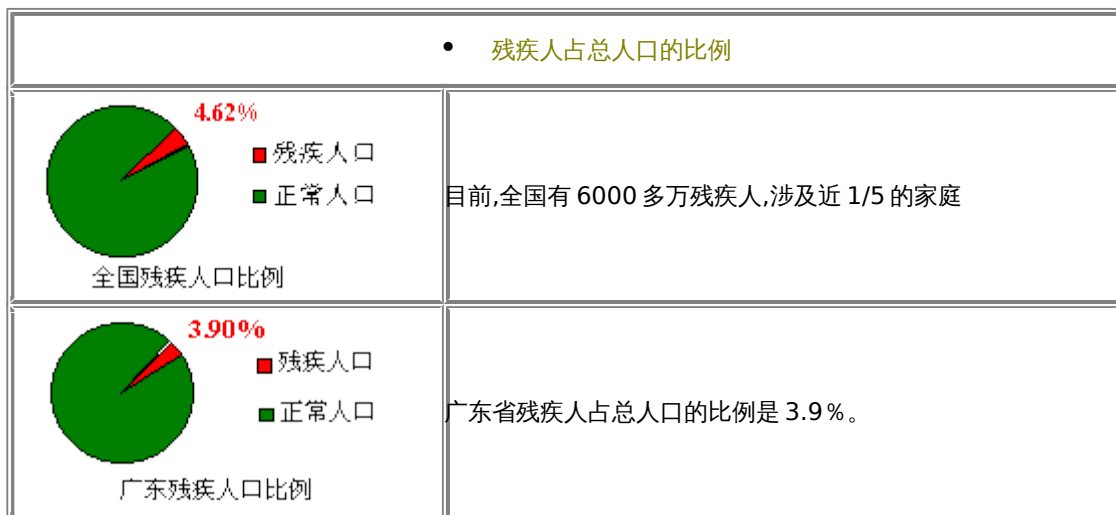 残疾人占总人口的比例
4.62%
残疾人口
正常人口
全国残疾人口比例
目前,全国有 6000 多万残疾人,涉及近 1/5 的家庭
3.90%
残疾人口
正常人口
广东残疾人口比例
广东省残疾人占总人口的比例是 3.9％。